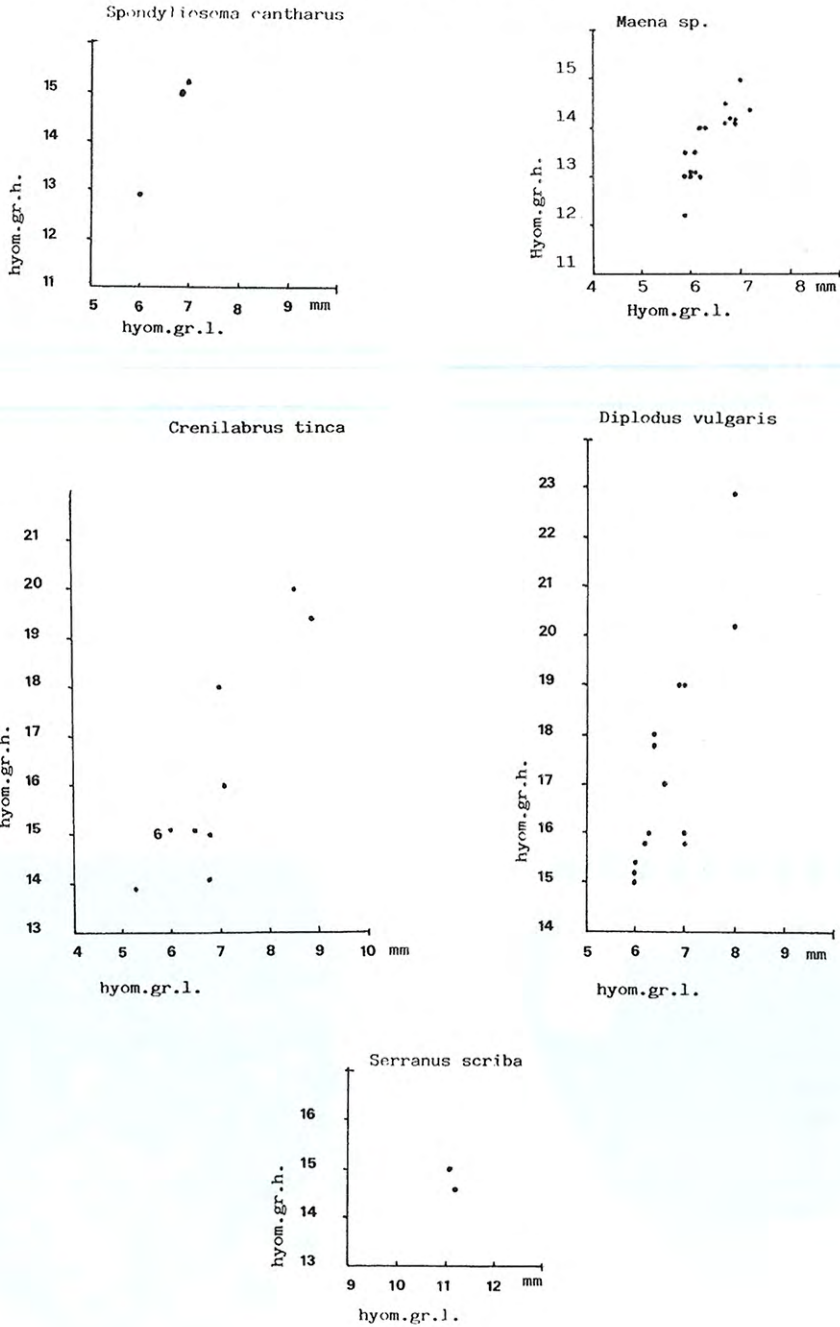 Spondyliosoma cantharus
15
14
13
12
11
hyom.gr.h.
5 6 7 8 9 mm
hyom.gr.l.
Maena sp.
15
14
13
12
11
Hyom.gr.h.
4 5 6 7 8 mm
Hyom.gr.l.
Crenilabrus tinca
21
20
19
18
17
16
15
14
13
hyom.gr.h.
6
4 5 6 7 8 9 10 mm
hyom.gr.l.
Diplodus vulgaris
23
22
21
20
19
18
17
16
15
14
hyom.gr.h.
5 6 7 8 9 mm
hyom.gr.l.
Serranus scriba
16
15
14
13
hyom.gr.h.
9 10 11 12 mm
hyom.gr.l.